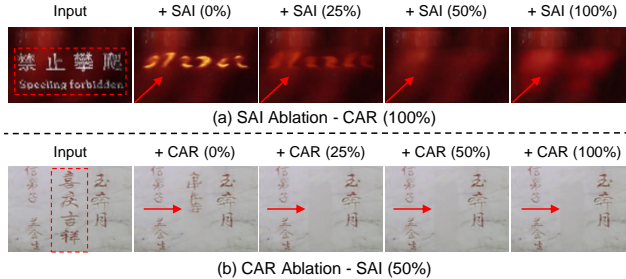 Input + SAI (0%) + SAI (25%) + SAI (50%) + SAI (100%)
禁止攀爬
Specling forbidden
(a) SAI Ablation - CAR (100%)
Input + CAR (0%) + CAR (25%) + CAR (50%) + CAR (100%)
喜庆吉祥
(b) CAR Ablation - SAI (50%)